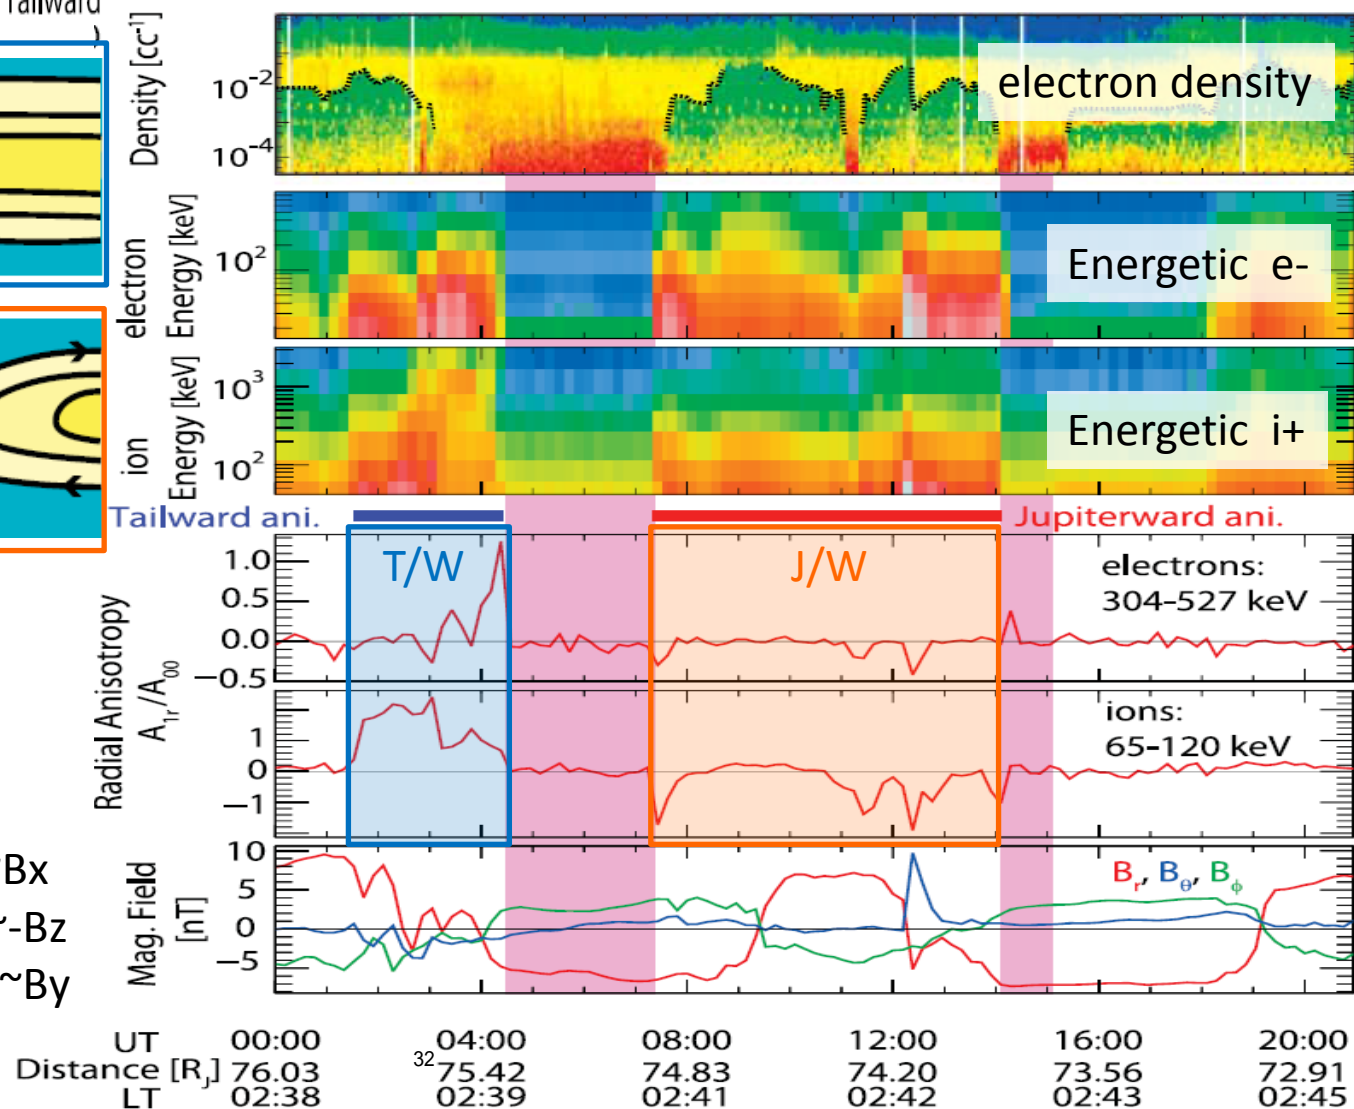 Tailward
Density [cc-1]
10-2
10-4
electron density
electron
Energy [keV]
102
Energetic e-
ion
Energy [keV]
103
102
Energetic i+
Tailward ani.
Jupiterward ani.
Radial Anisotropy
A1r/A00
1.0
0.5
0.0
−0.5
T/W
J/W
electrons:
304-527 keV
1
0
−1
ions:
65-120 keV
Bx
~-Bz
~By
Mag. Field
[nT]
10
5
0
−5
Br, Bθ, Bϕ
UT 00:00 04:00 08:00 12:00 16:00 20:00
Distance [RJ] 76.03 32 75.42 74.83 74.20 73.56 72.91
LT 02:38 02:39 02:41 02:42 02:43 02:45